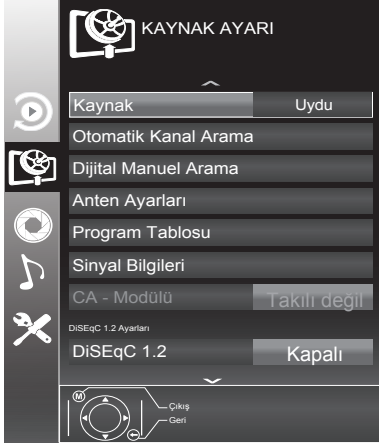 KAYNAK AYARI
Kaynak Uydu
Otomatik Kanal Arama
Dijital Manuel Arama
Anten Ayarları
Program Tablosu
Sinyal Bilgileri
CA - Modülü Takılı değil
DiSEqC 1.2 Ayarları
DiSEqC 1.2 Kapalı
M
Çıkış
Geri